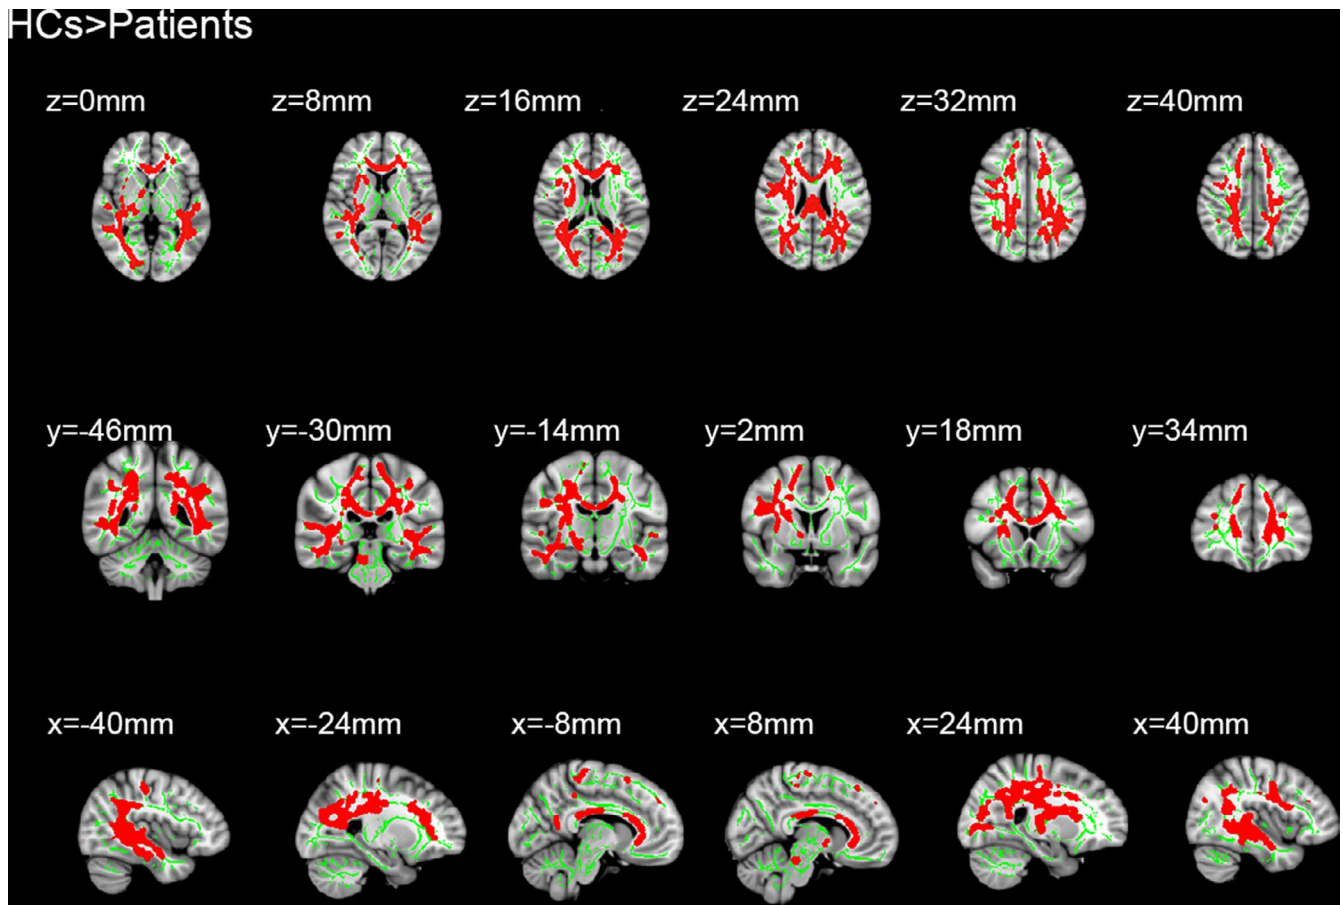 HCs>Patients
z=0mm z=8mm z=16mm z=24mm z=32mm z=40mm
y=-46mm y=-30mm y=-14mm y=2mm y=18mm y=34mm
x=-40mm x=-24mm x=-8mm x=8mm x=24mm x=40mm